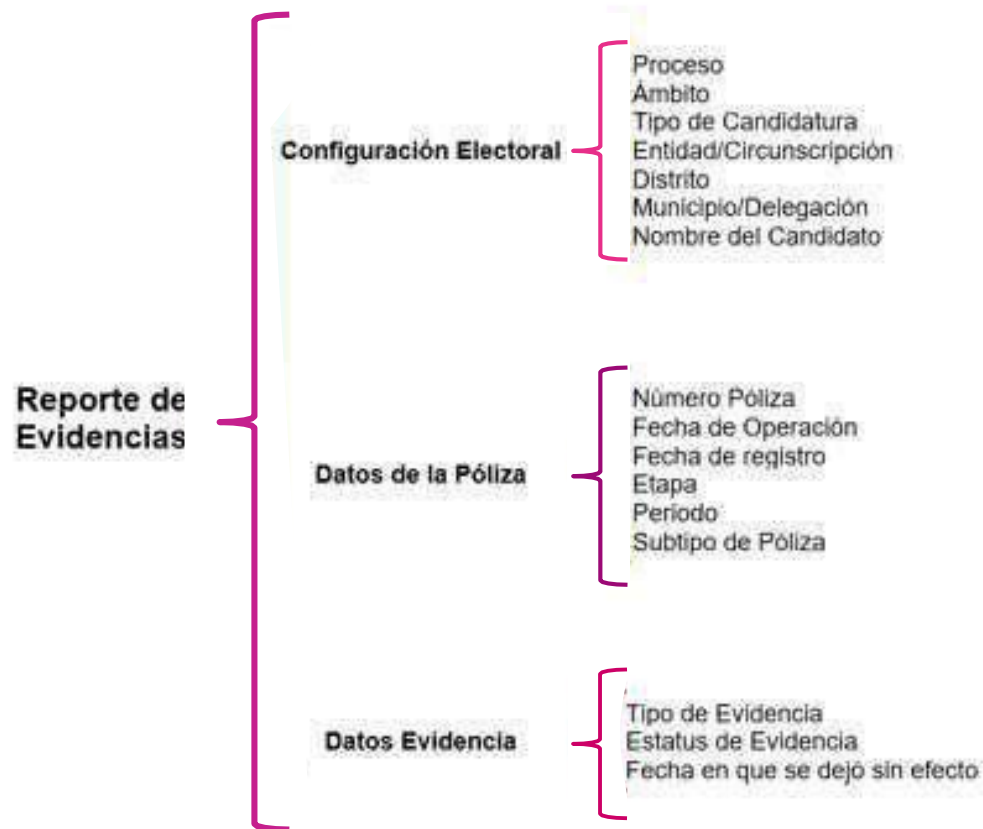 Reporte de
Evidencias
Configuración Electoral
Proceso
Ámbito
Tipo de Candidatura
Entidad/Circunscripción
Distrito
Municipio/Delegación
Nombre del Candidato
Datos de la Póliza
Número Póliza
Fecha de Operación
Fecha de registro
Etapa
Periodo
Subtipo de Póliza
Datos Evidencia
Tipo de Evidencia
Estatus de Evidencia
Fecha en que se dejó sin efecto